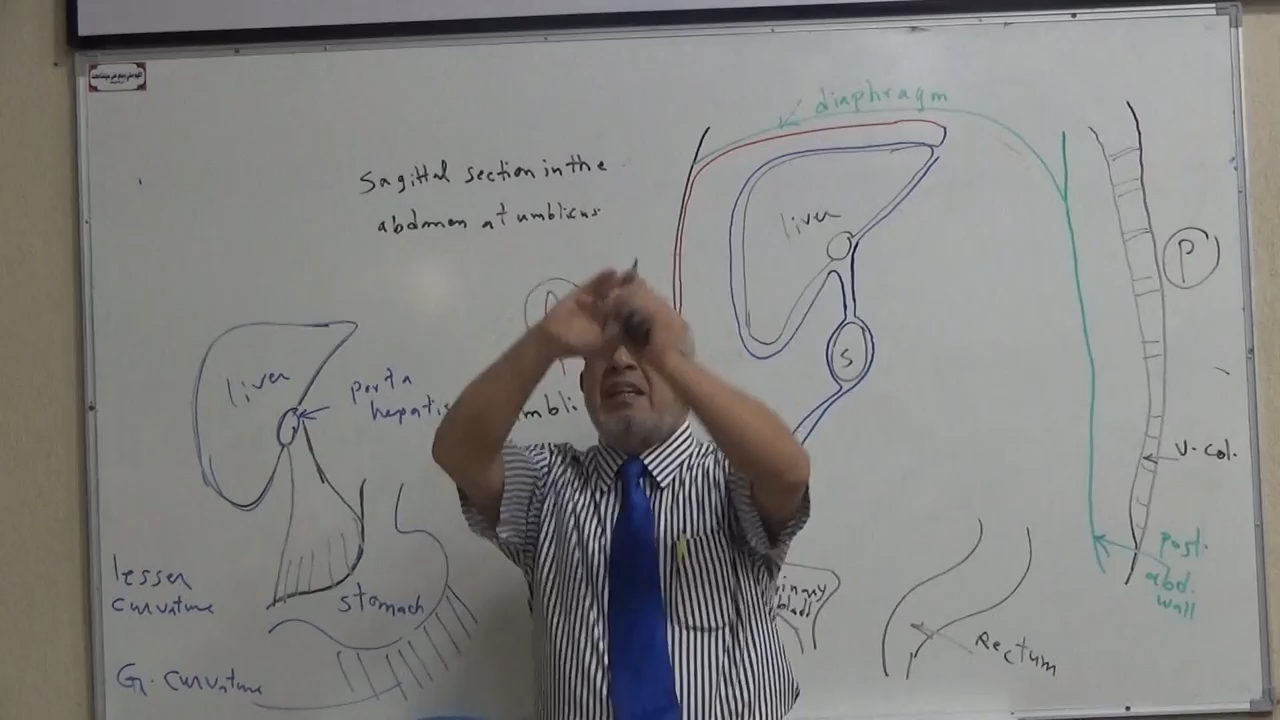 diaphragm
Sagittal section in the
abdomen at umblicus
liver
P
S
liver
porta
hepatis
umbli
V. col.
lesser
curvature
stomach
Rectum
post.
abd.
wall
G. curvature